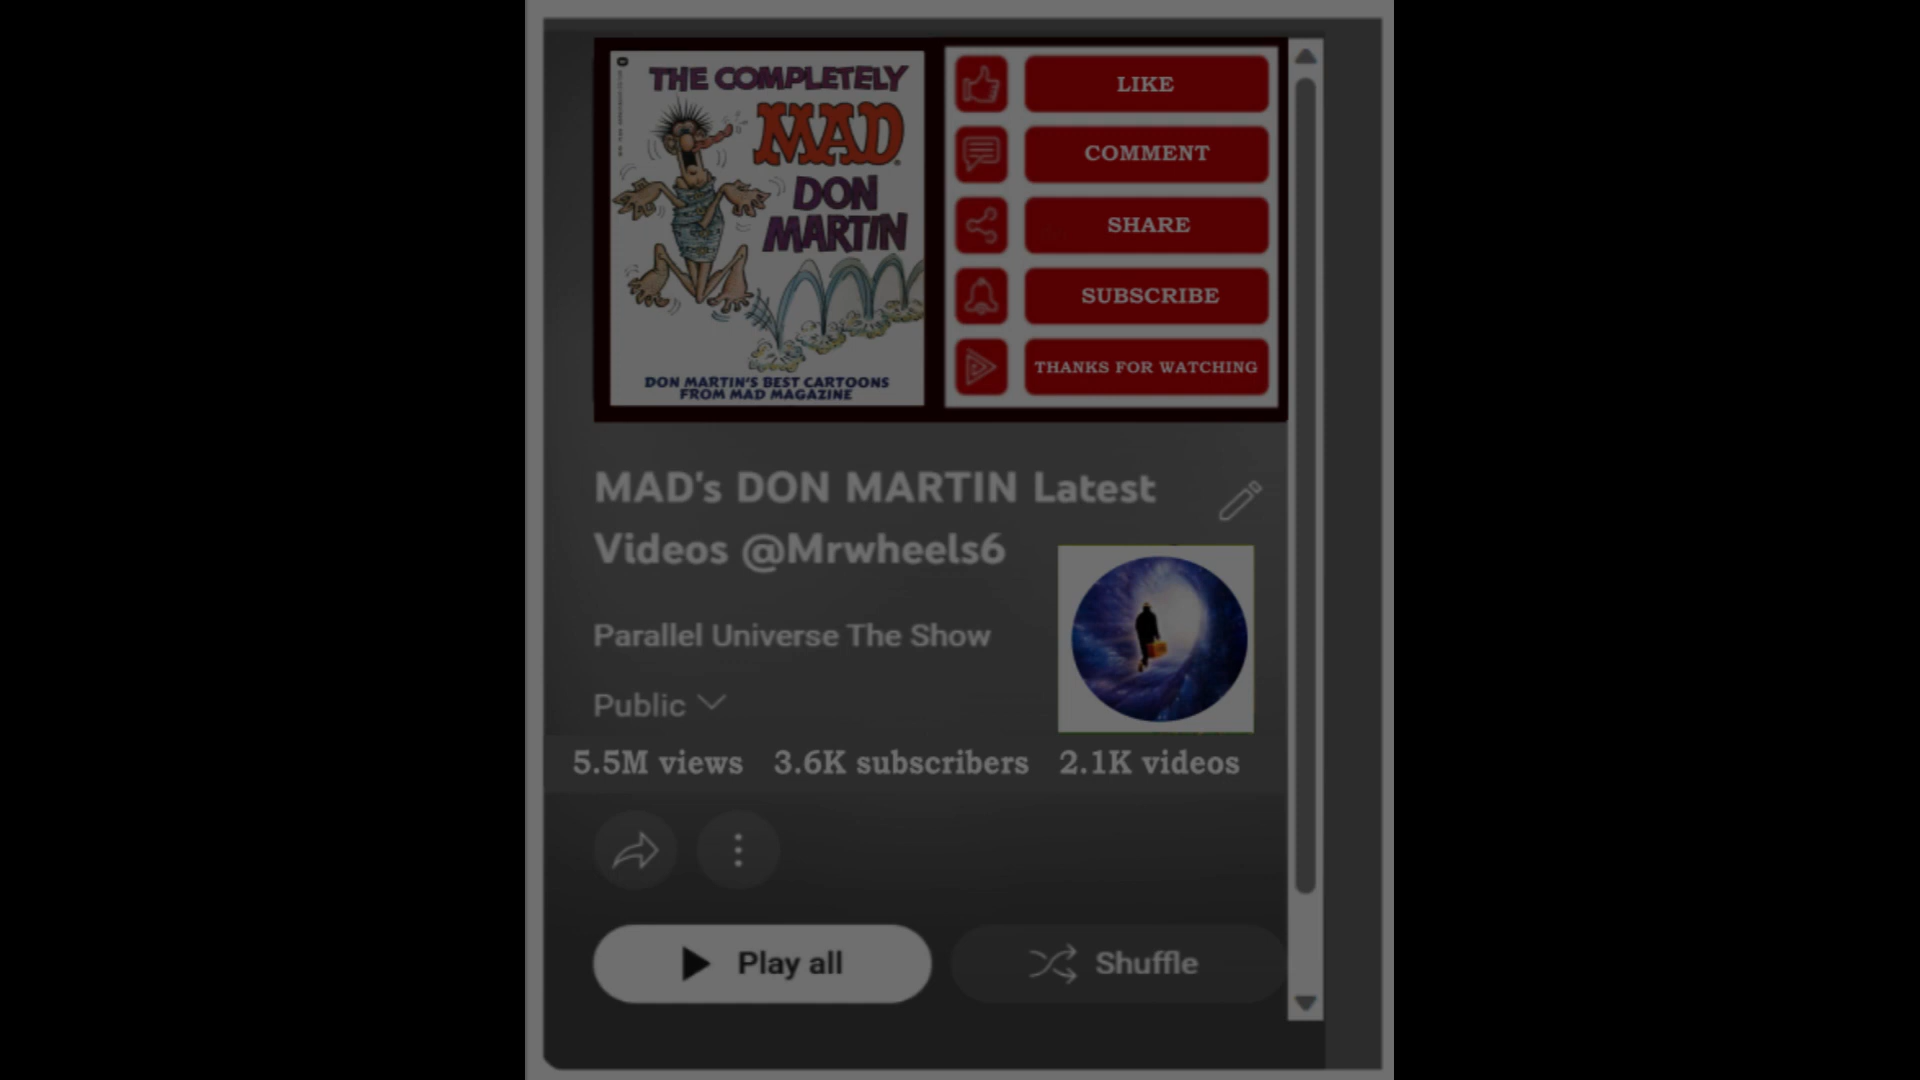 THE COMPLETELY
MAD
DON
MARTIN
DON MARTIN'S BEST CARTOONS
FROM MAD MAGAZINE
LIKE
COMMENT
SHARE
SUBSCRIBE
THANKS FOR WATCHING
MAD's DON MARTIN Latest
Videos @Mrwheels6
Parallel Universe The Show
Public
5.5M views 3.6K subscribers 2.1K videos
Play all
Shuffle